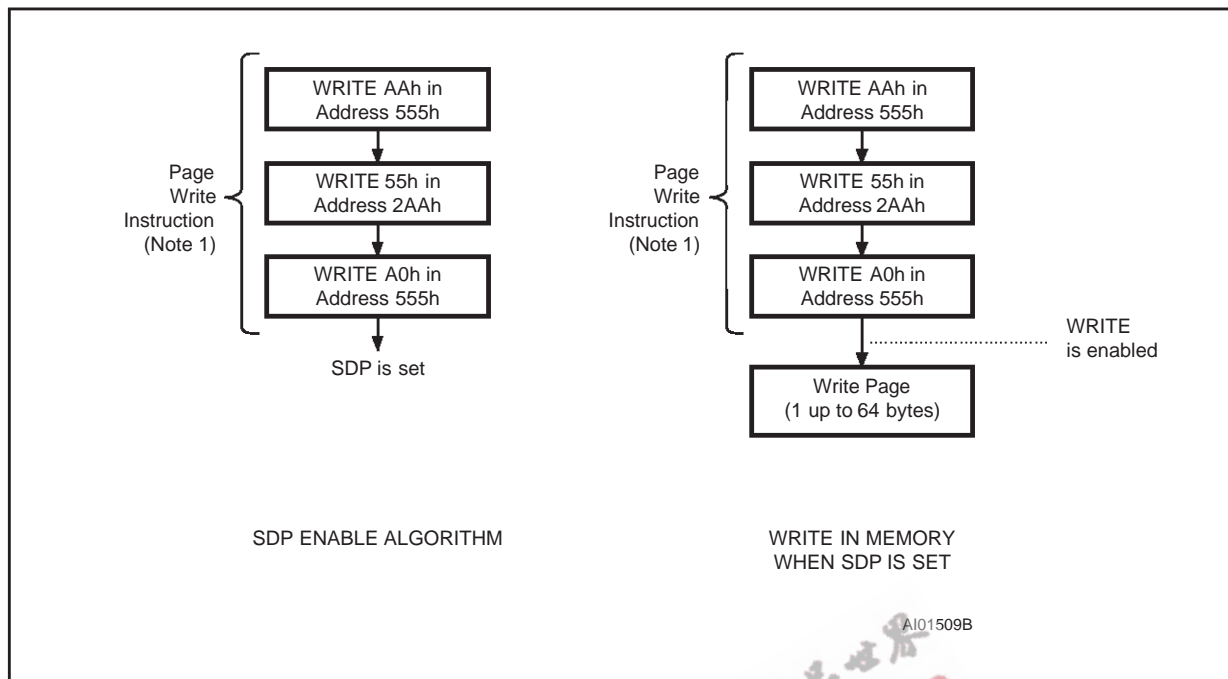 WRITE AAh in
Address 555h
WRITE 55h in
Address 2AAh
WRITE A0h in
Address 555h
Page
Write
Instruction
(Note 1)
SDP is set
SDP ENABLE ALGORITHM
WRITE AAh in
Address 555h
WRITE 55h in
Address 2AAh
WRITE A0h in
Address 555h
Page
Write
Instruction
(Note 1)
WRITE
is enabled
Write Page
(1 up to 64 bytes)
WRITE IN MEMORY
WHEN SDP IS SET
AI01509B